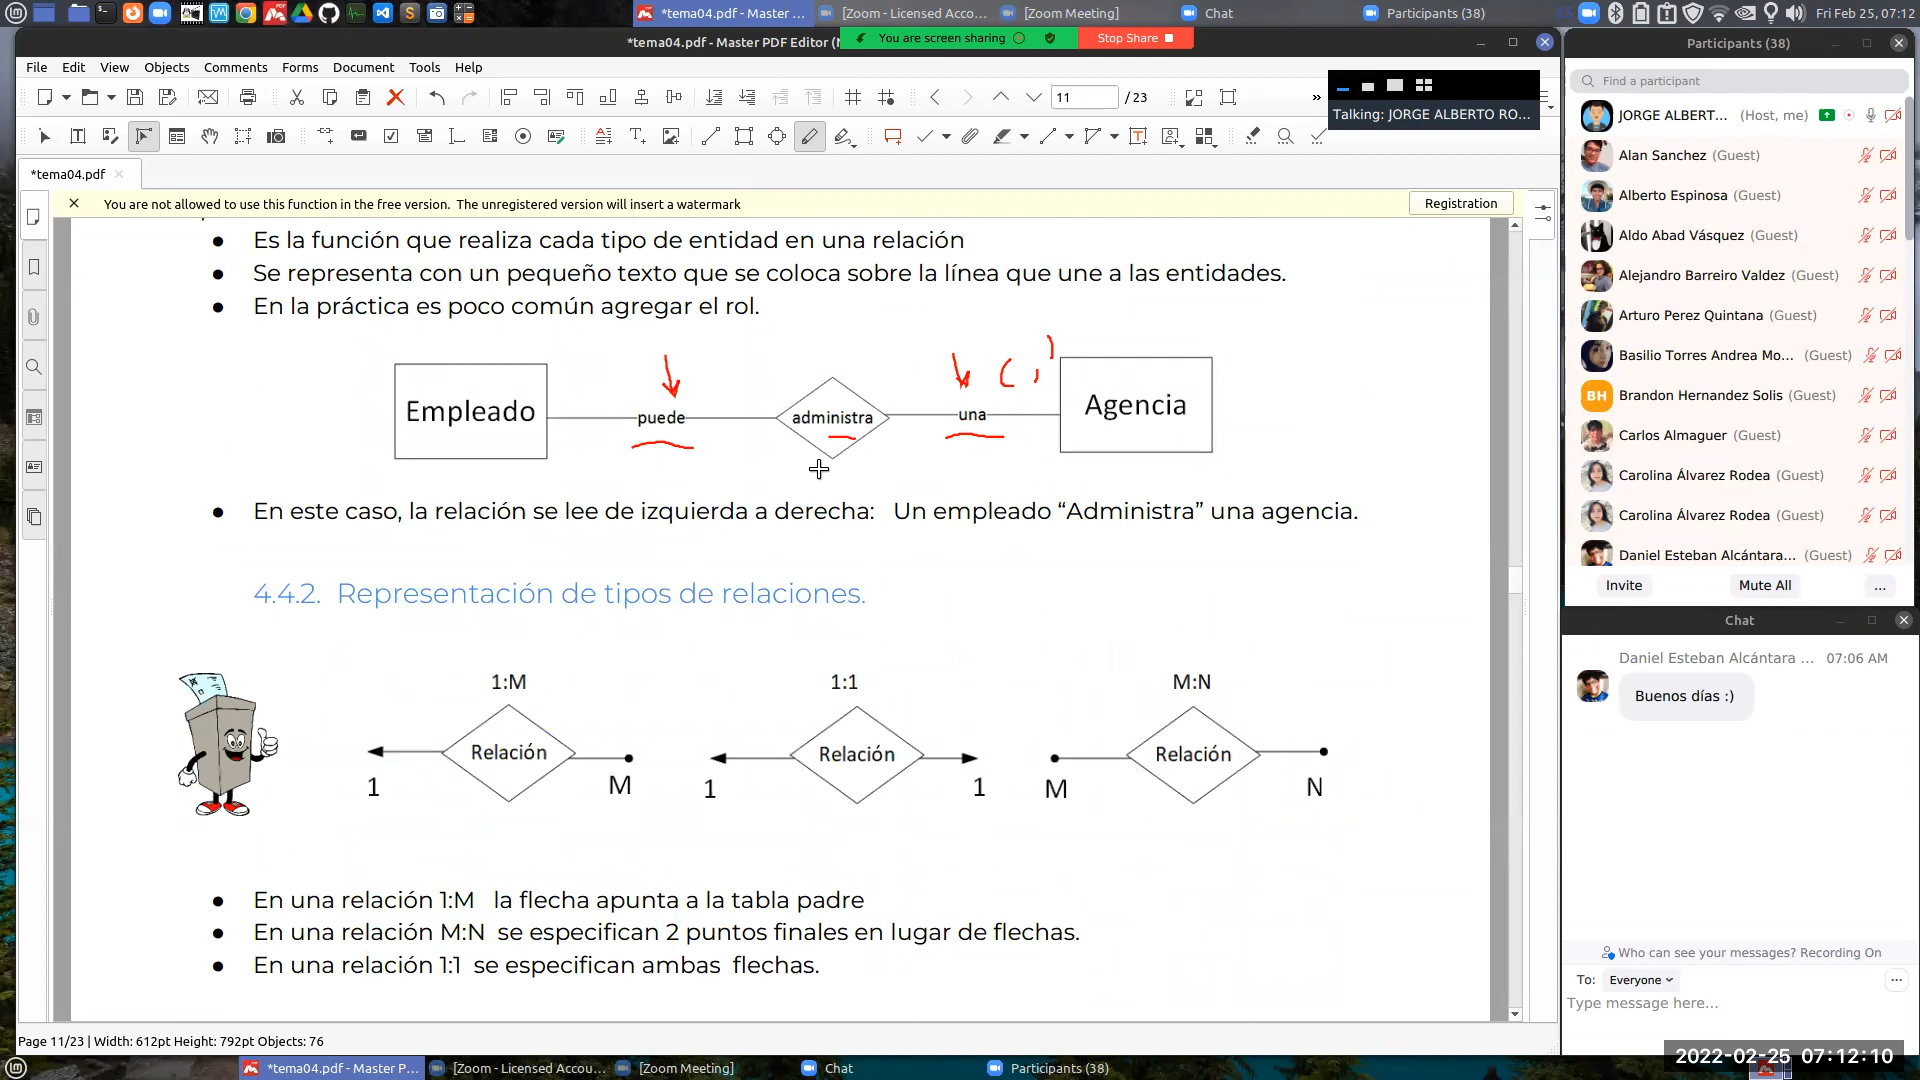 *tema04.pdf - Master ...
[Zoom - Licensed Acco...
[Zoom Meeting]
Chat
Participants (38)
Fri Feb 25, 07:12
*tema04.pdf - Master PDF Editor (
You are screen sharing
Stop Share
File Edit View Objects Comments Forms Document Tools Help
11 / 23
Talking: JORGE ALBERTO RO...
*tema04.pdf
You are not allowed to use this function in the free version. The unregistered version will insert a watermark
Registration
Es la función que realiza cada tipo de entidad en una relación
Se representa con un pequeño texto que se coloca sobre la línea que une a las entidades.
En la práctica es poco común agregar el rol.
Empleado puede administra una ( , ) Agencia
En este caso, la relación se lee de izquierda a derecha: Un empleado “Administra” una agencia.
4.4.2. Representación de tipos de relaciones.
1:M 1:1 M:N
Relación Relación Relación
1 M 1 1 M N
En una relación 1:M la flecha apunta a la tabla padre
En una relación M:N se especifican 2 puntos finales en lugar de flechas.
En una relación 1:1 se especifican ambas flechas.
Page 11/23 | Width: 612pt Height: 792pt Objects: 76
Participants (38)
Find a participant
JORGE ALBERT... (Host, me)
Alan Sanchez (Guest)
Alberto Espinosa (Guest)
Aldo Abad Vásquez (Guest)
Alejandro Barreiro Valdez (Guest)
Arturo Perez Quintana (Guest)
Basilio Torres Andrea Mo... (Guest)
BH Brandon Hernandez Solis (Guest)
Carlos Almaguer (Guest)
Carolina Álvarez Rodea (Guest)
Carolina Álvarez Rodea (Guest)
Daniel Esteban Alcántara... (Guest)
Invite Mute All ...
Chat
Daniel Esteban Alcántara ... 07:06 AM
Buenos días :)
Who can see your messages? Recording On
To: Everyone
Type message here...
*tema04.pdf - Master P...
[Zoom - Licensed Accou...
[Zoom Meeting]
Chat
Participants (38)
2022-02-25 07:12:10